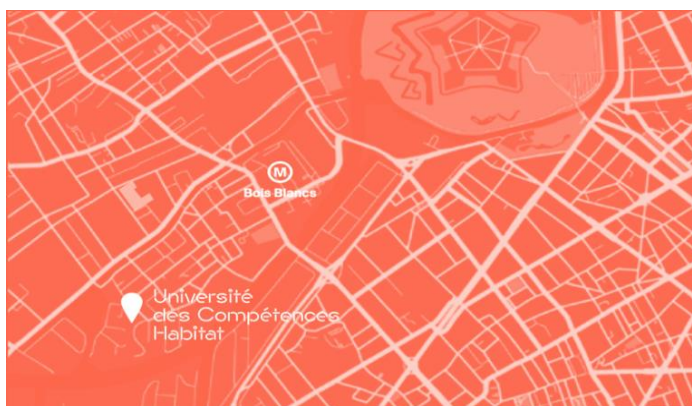 M
Bois Blancs
Université
des Compétences
Habitat